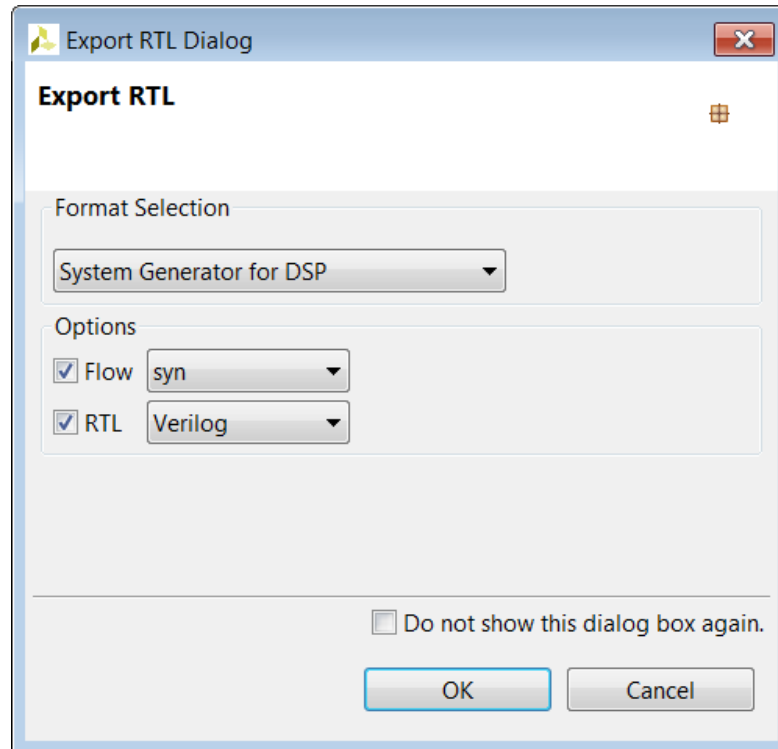 Export RTL Dialog
Export RTL
Format Selection
System Generator for DSP
Options
Flow syn
RTL Verilog
Do not show this dialog box again.
OK Cancel